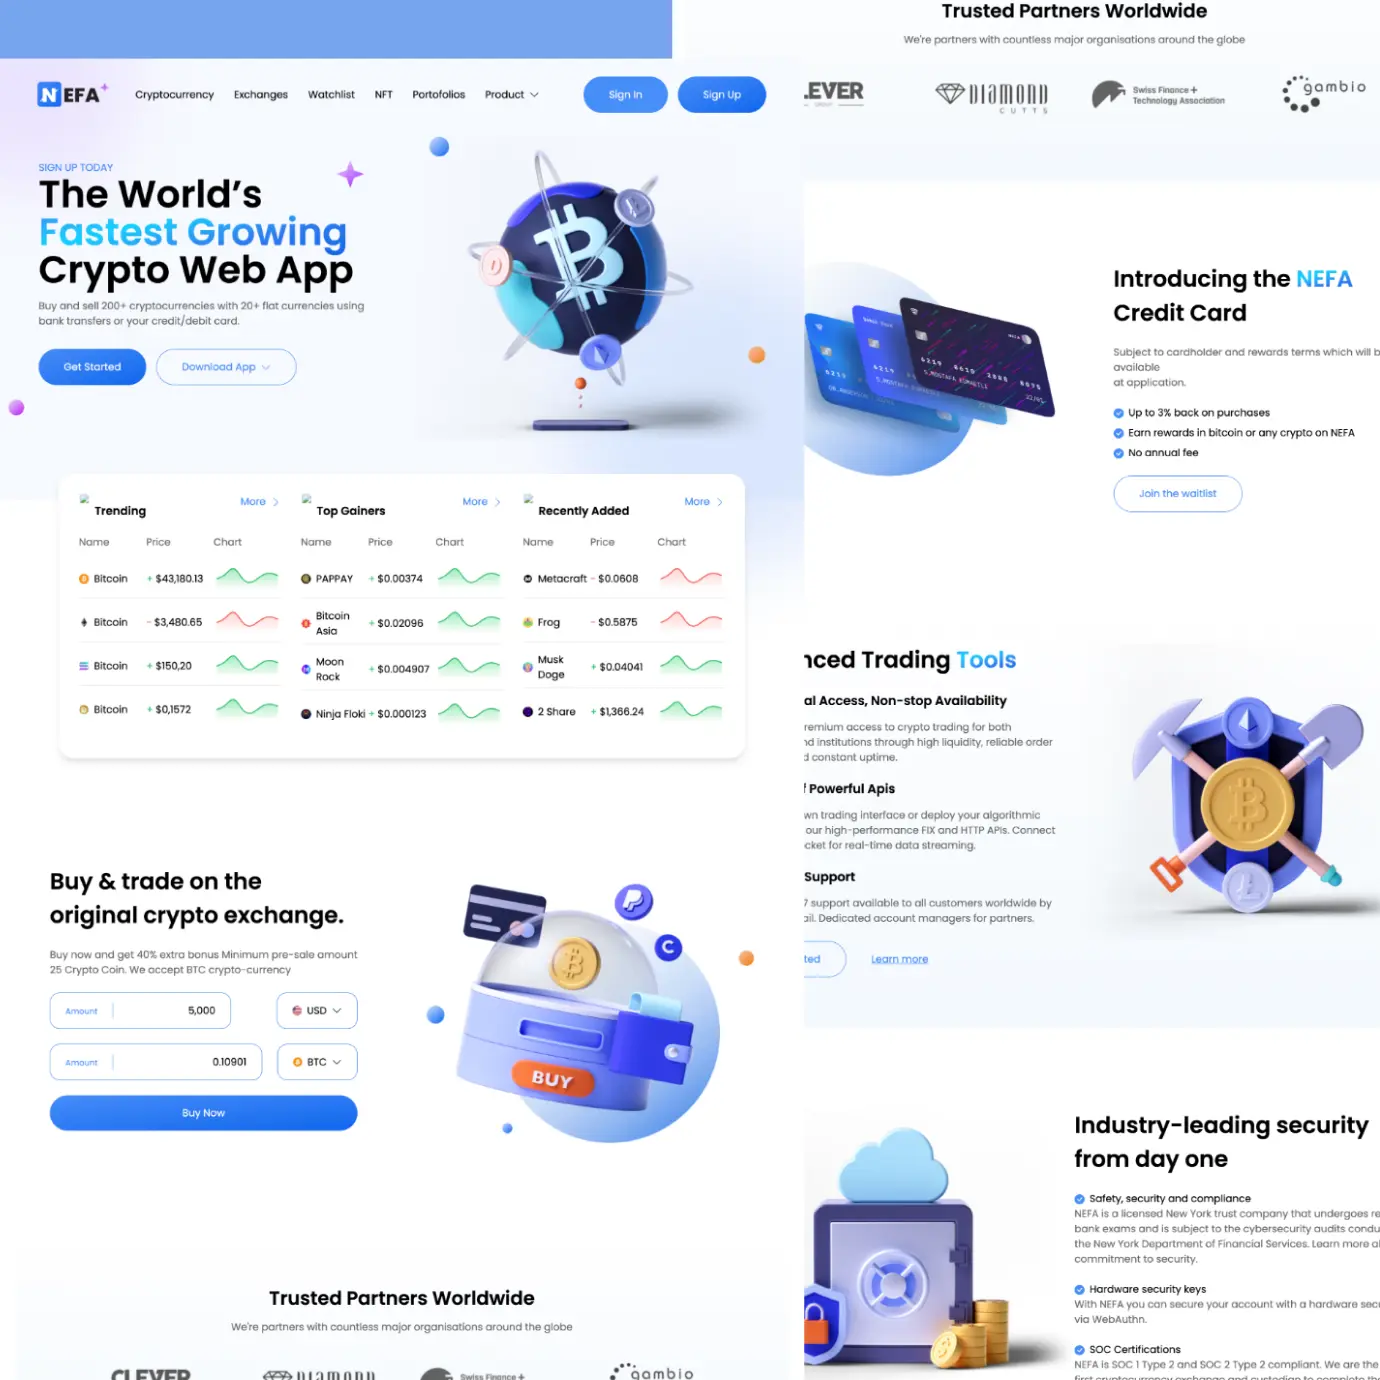 NEFA
Cryptocurrency
Exchanges
Watchlist
NFT
Portofolios
Product
Sign In
Sign Up
SIGN UP TODAY
The World's
Fastest Growing
Crypto Web App
Buy and sell 200+ cryptocurrencies with 20+ flat currencies using
bank transfers or your credit/debit card.
Get Started
Download App
Trending
More
Name Price Chart
Bitcoin + $43,180.13
Bitcoin - $3,480.65
Bitcoin + $150,20
Bitcoin + $0,1572
Top Gainers
More
Name Price Chart
PAPPAY + $0.00374
Bitcoin
Asia
+ $0.02096
Moon
Rock
+ $0.004907
Ninja Floki + $0.000123
Recently Added
More
Name Price Chart
Metacraft - $0.0608
Frog - $0.5875
Musk
Doge
+ $0.04041
2 Share + $1,366.24
Buy & trade on the
original crypto exchange.
Buy now and get 40% extra bonus Minimum pre-sale amount
25 Crypto Coin. We accept BTC crypto-currency
Amount 5,000
USD
Amount 0.10901
BTC
Buy Now
BUY
Trusted Partners Worldwide
We're partners with countless major organisations around the globe
CLEVER
DIAMOND
Swiss Finance +
gambio
Trusted Partners Worldwide
We're partners with countless major organisations around the globe
LEVER
GROUP
DIAMOND
CUTTS
Swiss Finance +
Technology Association
gambio
Introducing the NEFA
Credit Card
Subject to cardholder and rewards terms which will b
available
at application.
Up to 3% back on purchases
Earn rewards in bitcoin or any crypto on NEFA
No annual fee
Join the waitlist
nced Trading Tools
al Access, Non-stop Availability
remium access to crypto trading for both
nd institutions through high liquidity, reliable order
d constant uptime.
f Powerful Apis
wn trading interface or deploy your algorithmic
our high-performance FIX and HTTP APIs. Connect
cket for real-time data streaming.
Support
7 support available to all customers worldwide by
ail. Dedicated account managers for partners.
ted
Learn more
Industry-leading security
from day one
Safety, security and compliance
NEFA is a licensed New York trust company that undergoes re
bank exams and is subject to the cybersecurity audits condu
the New York Department of Financial Services. Learn more al
commitment to security.
Hardware security keys
With NEFA you can secure your account with a hardware secu
via WebAuthn.
SOC Certifications
NEFA is SOC 1 Type 2 and SOC 2 Type 2 compliant. We are the
first cryptocurrency exchange and custodian to complete the